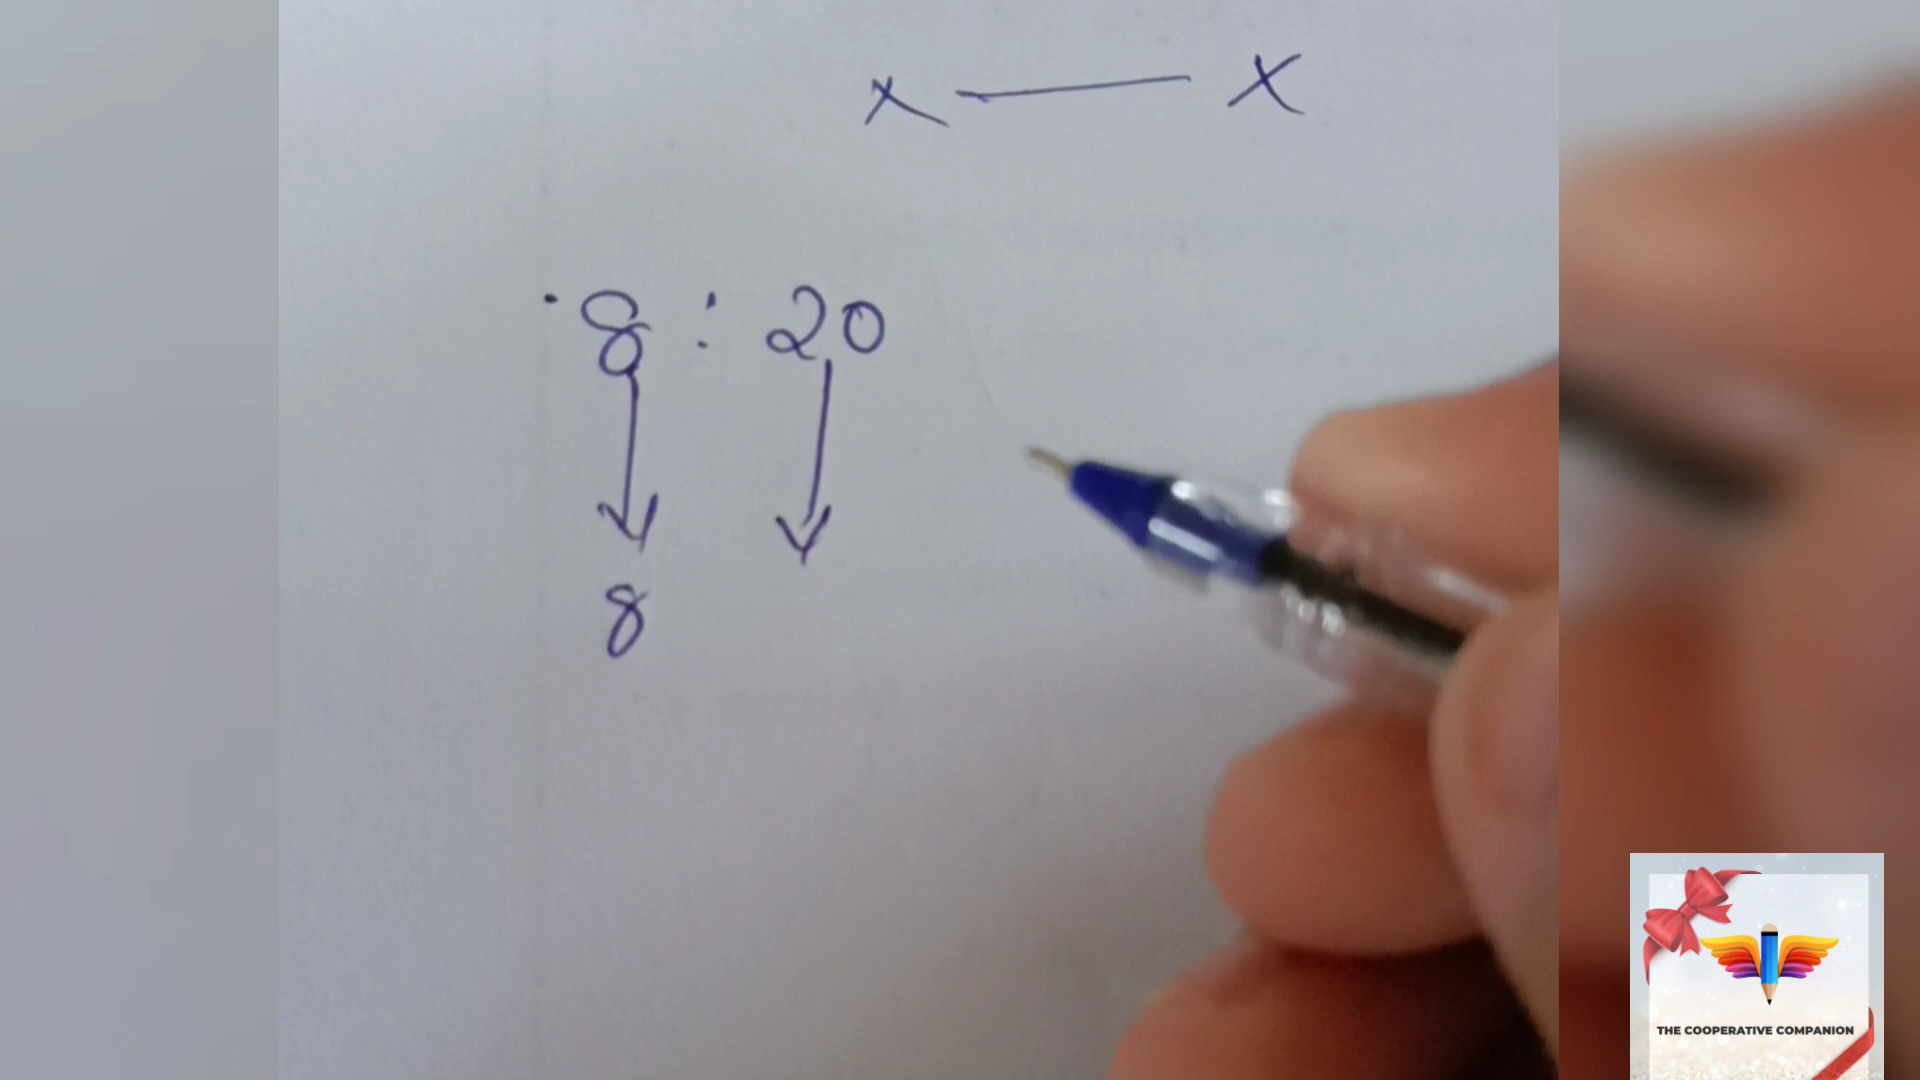 x — x
8 : 20
8
THE COOPERATIVE COMPANION